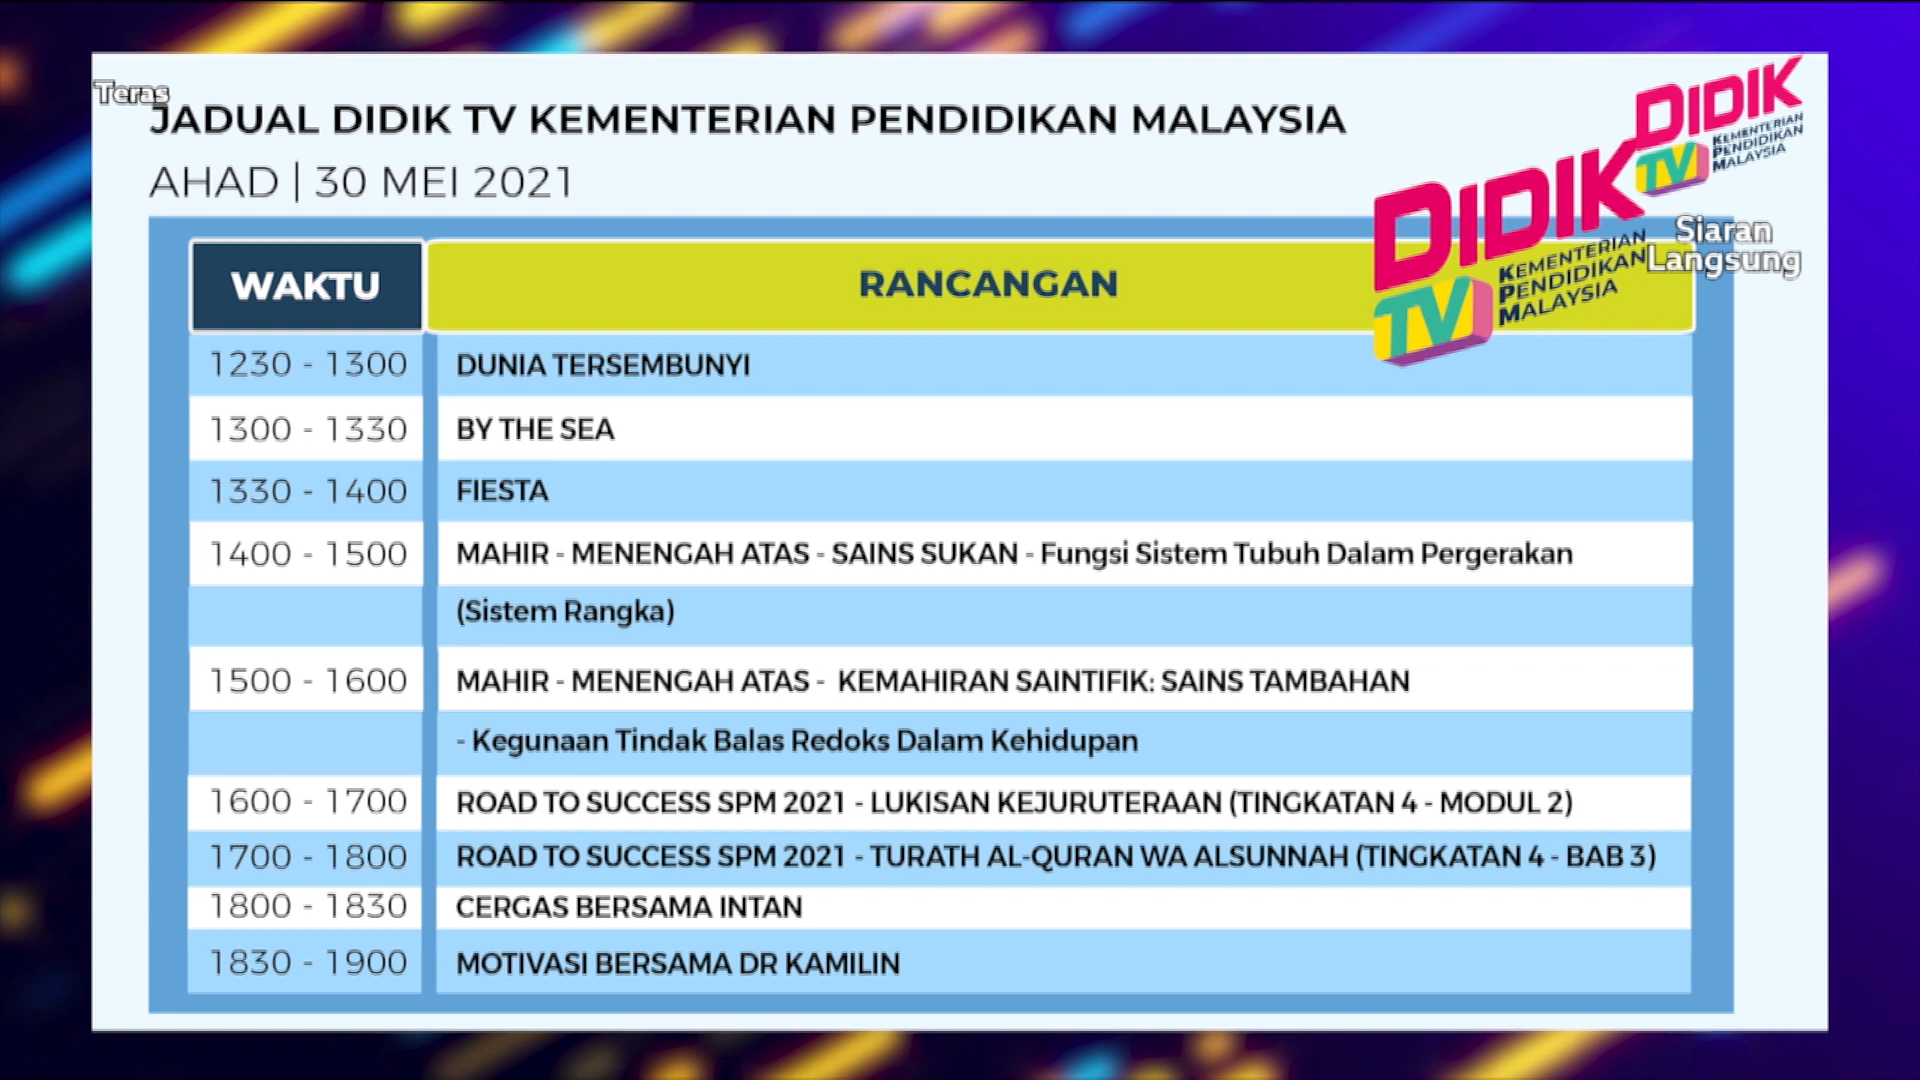 Teras
JADUAL DIDIK TV KEMENTERIAN PENDIDIKAN MALAYSIA
AHAD | 30 MEI 2021
DIDIK
TV
KEMENTERIAN
PENDIDIKAN
MALAYSIA
DIDIK
TV
KEMENTERIAN
PENDIDIKAN
MALAYSIA
Siaran
Langsung
WAKTU RANCANGAN
1230 - 1300 DUNIA TERSEMBUNYI
1300 - 1330 BY THE SEA
1330 - 1400 FIESTA
1400 - 1500 MAHIR - MENENGAH ATAS - SAINS SUKAN - Fungsi Sistem Tubuh Dalam Pergerakan
(Sistem Rangka)
1500 - 1600 MAHIR - MENENGAH ATAS - KEMAHIRAN SAINTIFIK: SAINS TAMBAHAN
- Kegunaan Tindak Balas Redoks Dalam Kehidupan
1600 - 1700 ROAD TO SUCCESS SPM 2021 - LUKISAN KEJURUTERAAN (TINGKATAN 4 - MODUL 2)
1700 - 1800 ROAD TO SUCCESS SPM 2021 - TURATH AL-QURAN WA ALSUNNAH (TINGKATAN 4 - BAB 3)
1800 - 1830 CERGAS BERSAMA INTAN
1830 - 1900 MOTIVASI BERSAMA DR KAMILIN